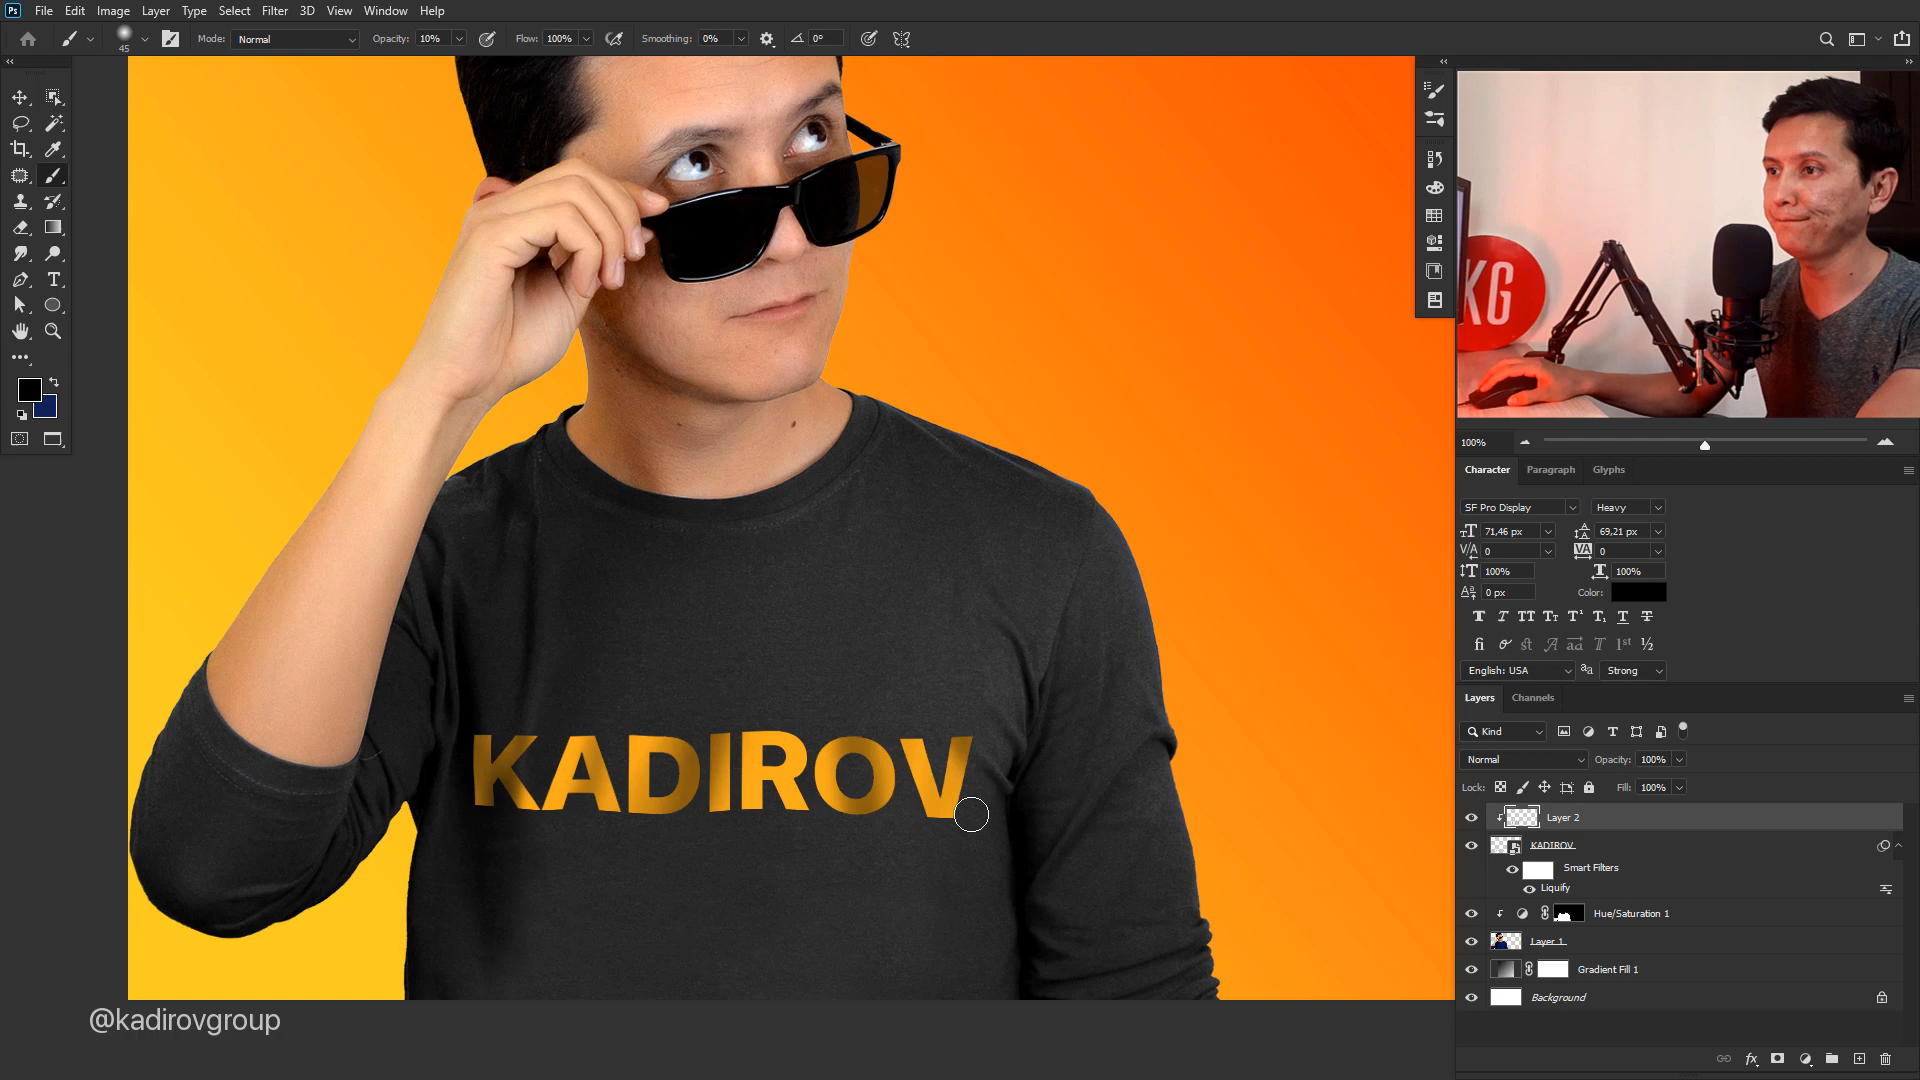 Ps File Edit Image Layer Type Select Filter 3D View Window Help
45 Mode: Normal Opacity: 10% Flow: 100% Smoothing: 0% 0°
KG
100%
Character Paragraph Glyphs
SF Pro Display Heavy
71,46 px 69,21 px
0 0
100% 100%
0 px Color:
English: USA aa Strong
Layers Channels
Kind
Normal Opacity: 100%
Lock: Fill: 100%
Layer 2
KADIROV
Smart Filters
Liquify
Hue/Saturation 1
Layer 1
Gradient Fill 1
Background
KADIROV
@kadirovgroup